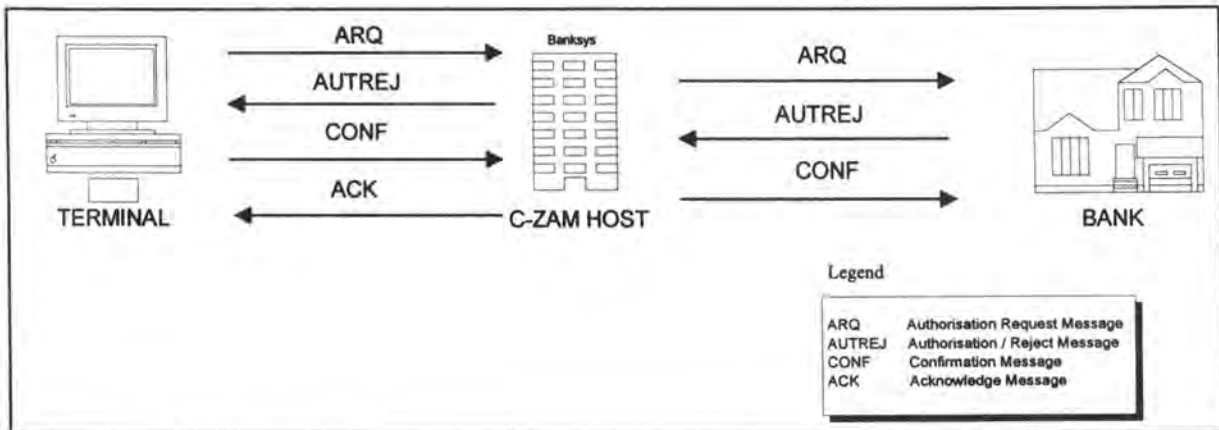 ARQ
AUTREJ
CONF
ACK
TERMINAL
Banksys
C-ZAM HOST
ARQ
AUTREJ
CONF
BANK
Legend
ARQ Authorisation Request Message
AUTREJ Authorisation / Reject Message
CONF Confirmation Message
ACK Acknowledge Message